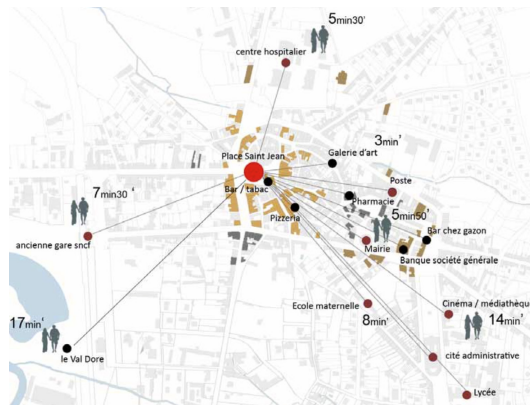 5min30'
centre hospitalier
3min'
Galerie d'art
Place Saint Jean
Poste
Bar / tabac
7min30 '
Pharmacie
Pizzeria
5min50'
Bar chez gazon
ancienne gare sncf
Mairie
Banque société générale
Ecole maternelle
Cinéma / médiathèque
17min'
8min'
14min'
le Val Dore
cité administrative
Lycée